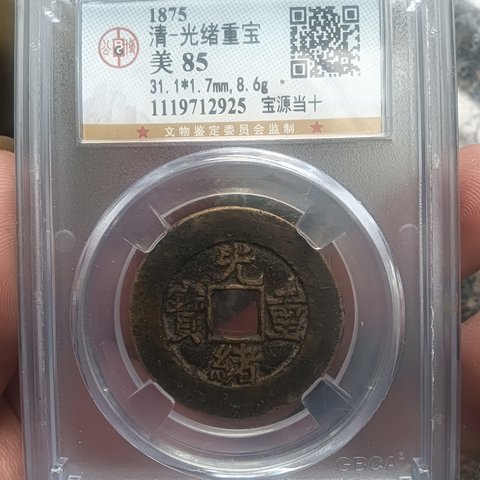 1875
清-光绪重宝
美 85
31.1*1.7mm,8.6g
1119712925 宝源当十
★ 文物鉴定委员会监制 ★
光
寶 重
緒
GBCA